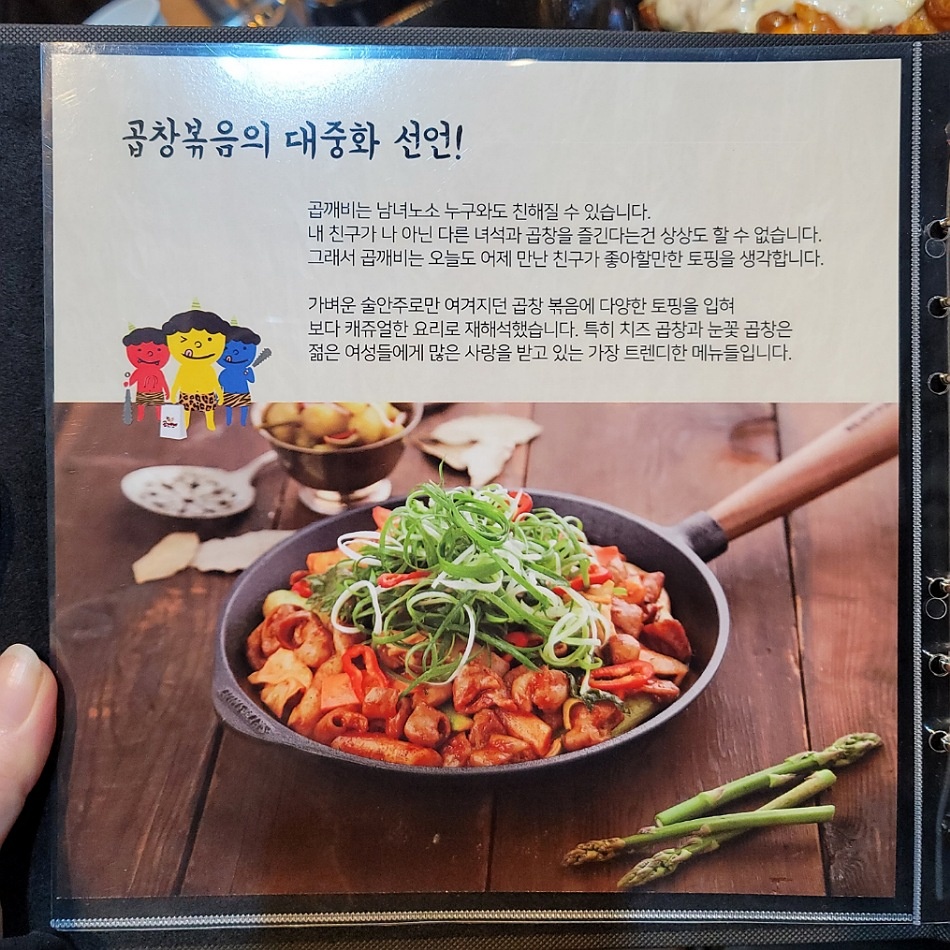 곱창볶음의 대중화 선언!
곱깨비는 남녀노소 누구와도 친해질 수 있습니다.
내 친구가 나 아닌 다른 녀석과 곱창을 즐긴다는건 상상도 할 수 없습니다.
그래서 곱깨비는 오늘도 어제 만난 친구가 좋아할만한 토핑을 생각합니다.
가벼운 술안주로만 여겨지던 곱창 볶음에 다양한 토핑을 입혀
보다 캐쥬얼한 요리로 재해석했습니다. 특히 치즈 곱창과 눈꽃 곱창은
젊은 여성들에게 많은 사랑을 받고 있는 가장 트렌디한 메뉴들입니다.